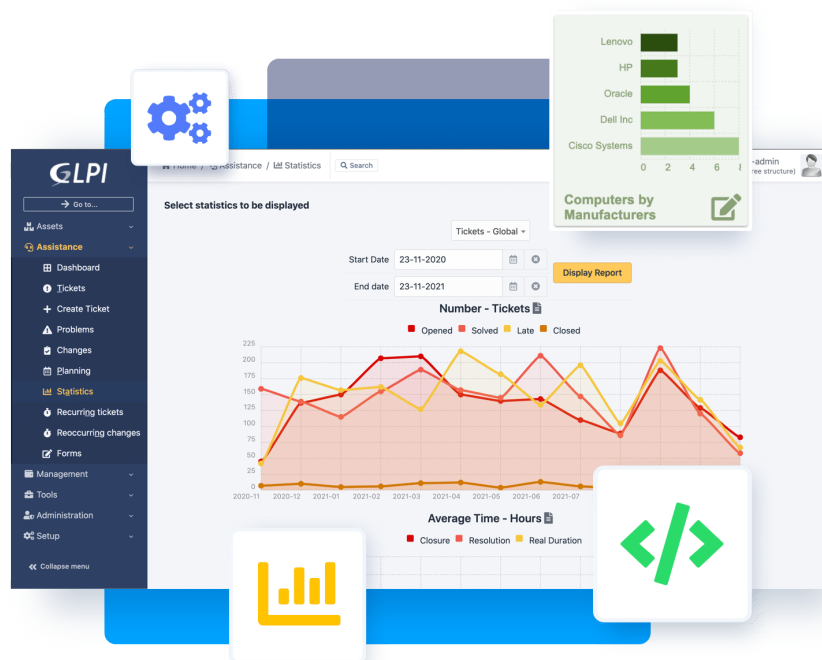 Lenovo
HP
Oracle
Dell Inc
Cisco Systems
0 2 4 6
Computers by
Manufacturers
GLPI
Home / Assistance / Statistics
Search
-admin
ree structure)
Go to...
Assets
Assistance
Dashboard
Tickets
Create Ticket
Problems
Changes
Planning
Statistics
Recurring tickets
Reoccurring changes
Forms
Management
Tools
Administration
Setup
Collapse menu
Select statistics to be displayed
Tickets - Global
Start Date 23-11-2020
End date 23-11-2021
Display Report
Number - Tickets
Opened Solved Late Closed
225
200
175
150
125
100
75
50
25
0
2020-11 2020-12 2021-01 2021-02 2021-03 2021-04 2021-05 2021-06 2021-07
Average Time - Hours
Closure Resolution Real Duration
<//>